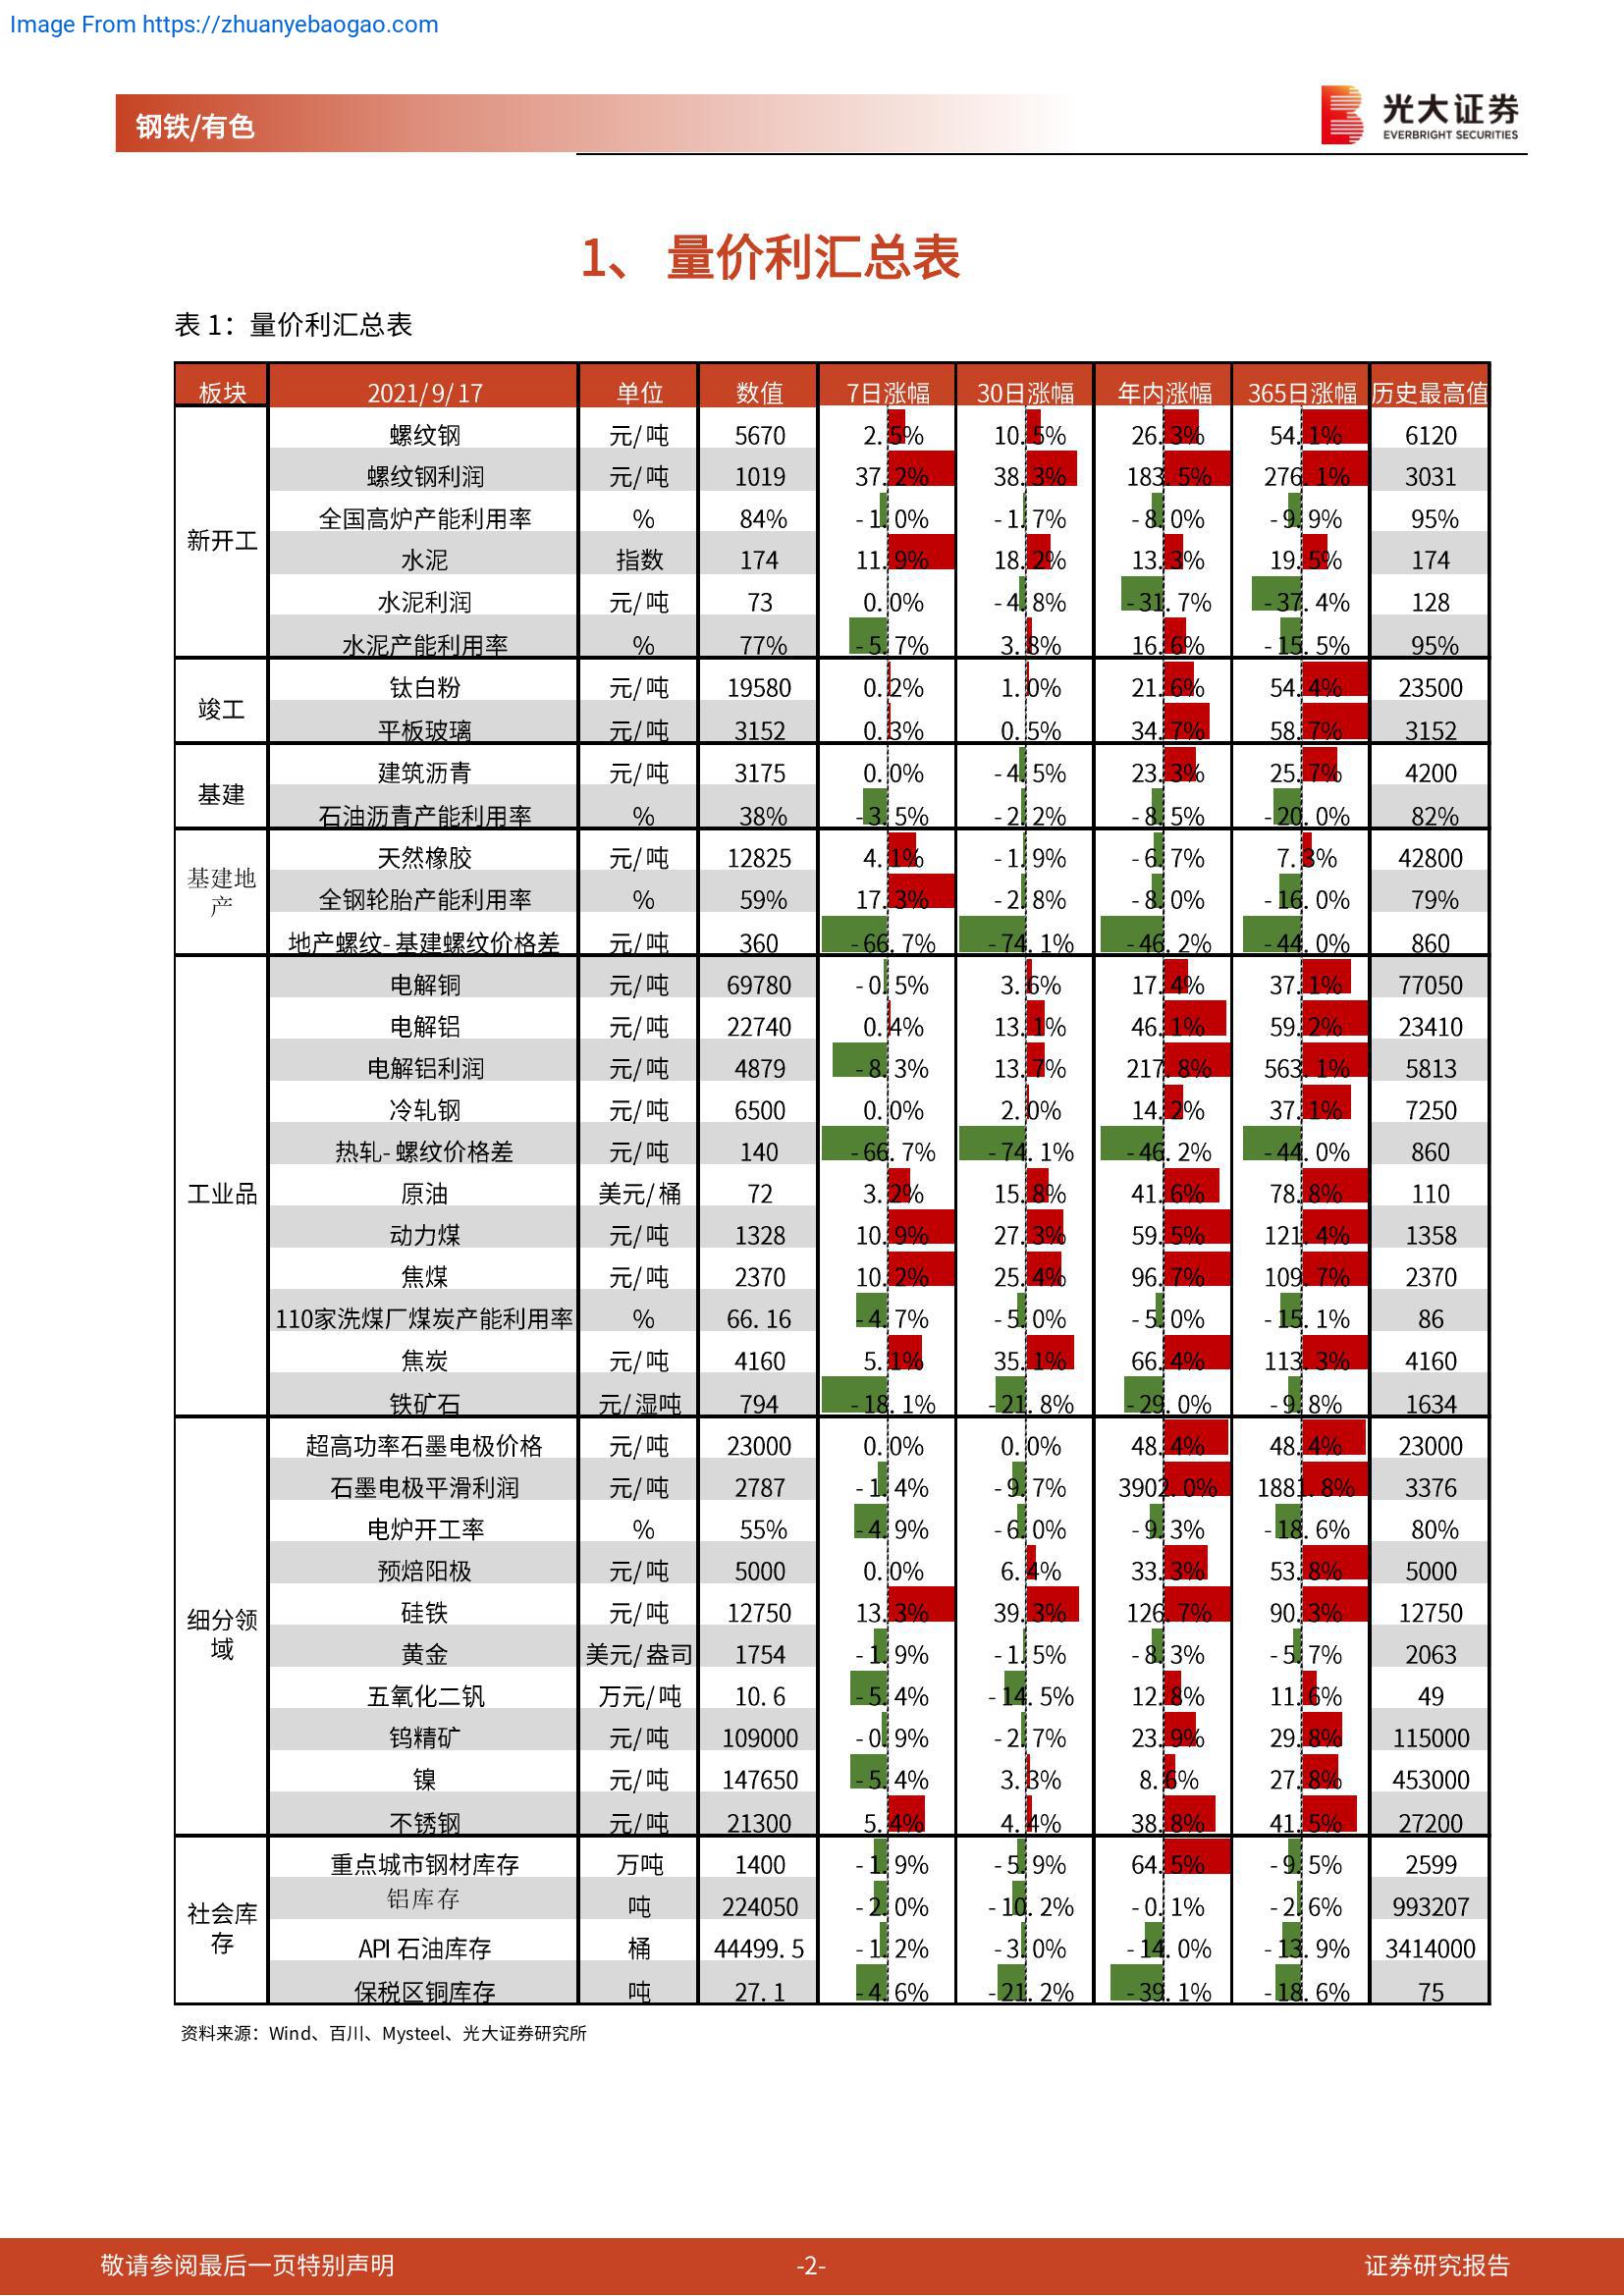 Image From https://zhuanyebaogao.com
钢铁/有色
光大证券
EVERBRIGHT SECURITIES
1、 量价利汇总表
表 1：量价利汇总表
板块 2021/9/17 单位 数值 7日涨幅 30日涨幅 年内涨幅 365日涨幅 历史最高值
新开工
螺纹钢 元/吨 5670 2.5% 10.5% 26.3% 54.1% 6120
螺纹钢利润 元/吨 1019 37.2% 38.3% 183.5% 276.1% 3031
全国高炉产能利用率 % 84% -1.0% -1.7% -8.0% -9.9% 95%
水泥 指数 174 11.9% 18.2% 13.3% 19.5% 174
水泥利润 元/吨 73 0.0% -4.8% -31.7% -37.4% 128
水泥产能利用率 % 77% -5.7% 3.8% 16.6% -15.5% 95%
竣工
钛白粉 元/吨 19580 0.2% 1.0% 21.6% 54.4% 23500
平板玻璃 元/吨 3152 0.3% 0.5% 34.7% 58.7% 3152
基建
建筑沥青 元/吨 3175 0.0% -4.5% 23.3% 25.7% 4200
石油沥青产能利用率 % 38% -3.5% -2.2% -8.5% -20.0% 82%
基建地
产
天然橡胶 元/吨 12825 4.1% -1.9% -6.7% 7.3% 42800
全钢轮胎产能利用率 % 59% 17.3% -2.8% -8.0% -16.0% 79%
地产螺纹-基建螺纹价格差 元/吨 360 -66.7% -74.1% -46.2% -44.0% 860
工业品
电解铜 元/吨 69780 -0.5% 3.6% 17.4% 37.1% 77050
电解铝 元/吨 22740 0.4% 13.1% 46.1% 59.2% 23410
电解铝利润 元/吨 4879 -8.3% 13.7% 217.8% 563.1% 5813
冷轧钢 元/吨 6500 0.0% 2.0% 14.2% 37.1% 7250
热轧-螺纹价格差 元/吨 140 -66.7% -74.1% -46.2% -44.0% 860
原油 美元/桶 72 3.2% 15.8% 41.6% 78.8% 110
动力煤 元/吨 1328 10.9% 27.3% 59.5% 121.4% 1358
焦煤 元/吨 2370 10.2% 25.4% 96.7% 109.7% 2370
110家洗煤厂煤炭产能利用率 % 66.16 -4.7% -5.0% -5.0% -15.1% 86
焦炭 元/吨 4160 5.1% 35.1% 66.4% 113.3% 4160
铁矿石 元/湿吨 794 -18.1% -21.8% -29.0% -9.8% 1634
细分领
域
超高功率石墨电极价格 元/吨 23000 0.0% 0.0% 48.4% 48.4% 23000
石墨电极平滑利润 元/吨 2787 -1.4% -9.7% 3902.0% 1881.8% 3376
电炉开工率 % 55% -4.9% -6.0% -9.3% -18.6% 80%
预焙阳极 元/吨 5000 0.0% 6.4% 33.3% 53.8% 5000
硅铁 元/吨 12750 13.3% 39.3% 126.7% 90.3% 12750
黄金 美元/盎司 1754 -1.9% -1.5% -8.3% -5.7% 2063
五氧化二钒 万元/吨 10.6 -5.4% -14.5% 12.8% 11.6% 49
钨精矿 元/吨 109000 -0.9% -2.7% 23.9% 29.8% 115000
镍 元/吨 147650 -5.4% 3.3% 8.6% 27.8% 453000
不锈钢 元/吨 21300 5.4% 4.4% 38.8% 41.5% 27200
社会库
存
重点城市钢材库存 万吨 1400 -1.9% -5.9% 64.5% -9.5% 2599
铝库存 吨 224050 -2.0% -10.2% -0.1% -2.6% 993207
API 石油库存 桶 44499.5 -1.2% -3.0% -14.0% -13.9% 3414000
保税区铜库存 吨 27.1 -4.6% -21.2% -39.1% -18.6% 75
资料来源：Wind、百川、Mysteel、光大证券研究所
敬请参阅最后一页特别声明 -2- 证券研究报告